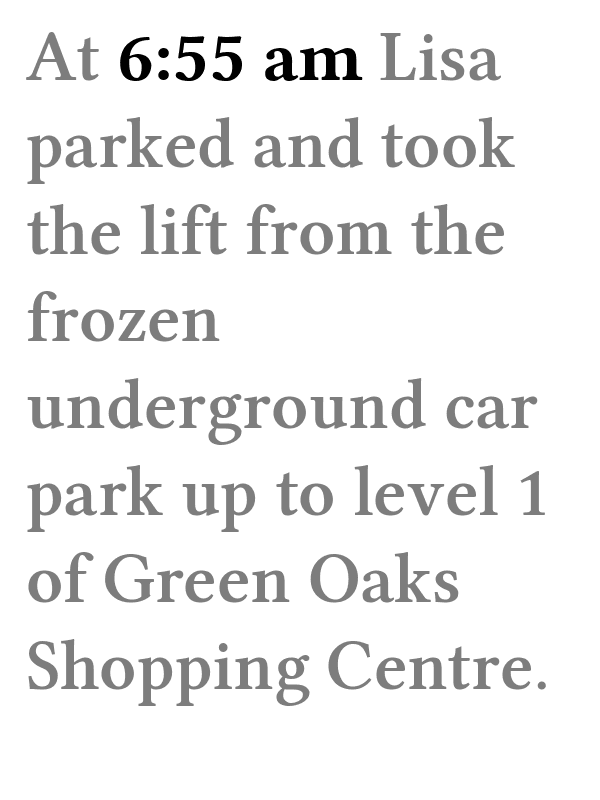 At 6:55 am Lisa
parked and took
the lift from the
frozen
underground car
park up to level 1
of Green Oaks
Shopping Centre.